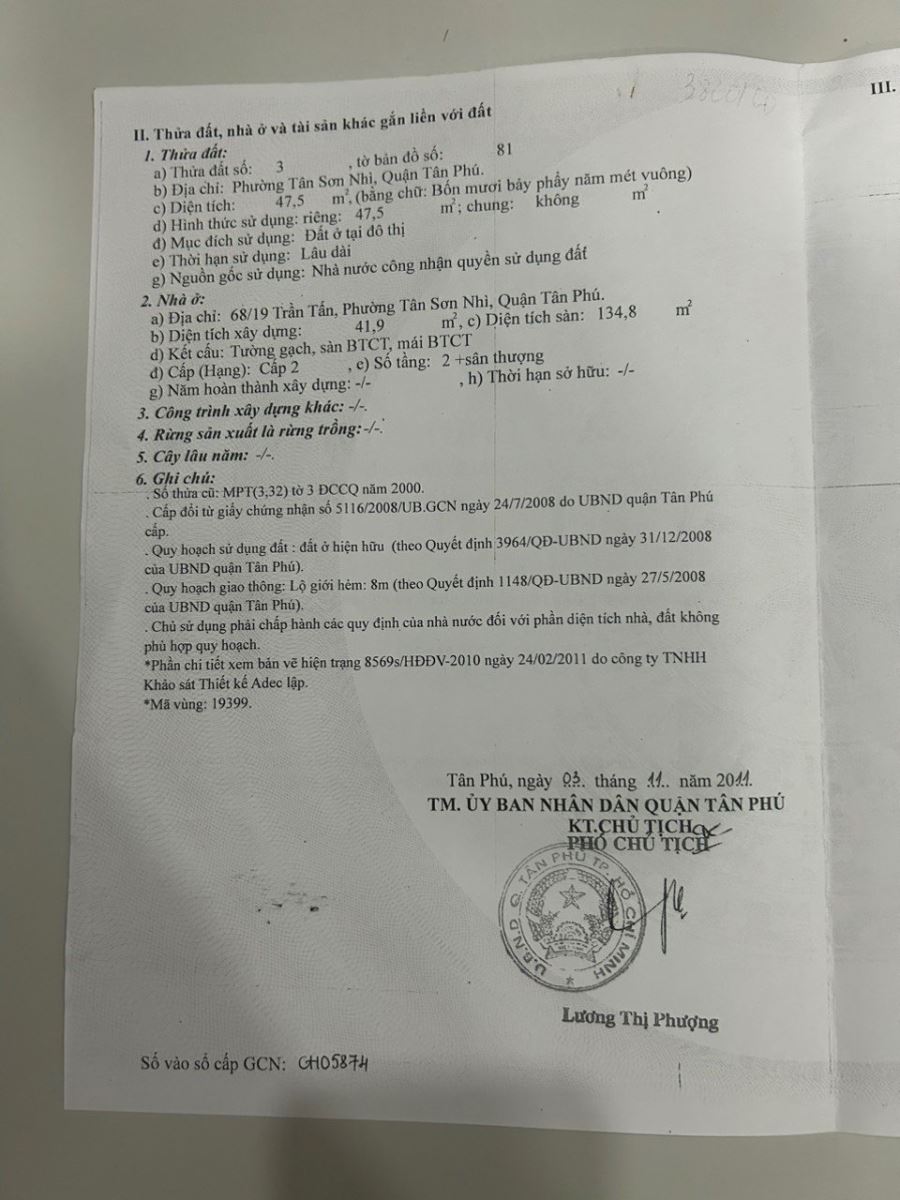 III.
II. Thửa đất, nhà ở và tài sản khác gắn liền với đất
1. Thửa đất:
a) Thửa đất số: 3 , tờ bản đồ số: 81
b) Địa chỉ: Phường Tân Sơn Nhì, Quận Tân Phú.
c) Diện tích: 47,5 m², (bằng chữ: Bốn mươi bảy phẩy năm mét vuông)
d) Hình thức sử dụng: riêng: 47,5 m²; chung: không m²
đ) Mục đích sử dụng: Đất ở tại đô thị
e) Thời hạn sử dụng: Lâu dài
g) Nguồn gốc sử dụng: Nhà nước công nhận quyền sử dụng đất
2. Nhà ở:
a) Địa chỉ: 68/19 Trần Tấn, Phường Tân Sơn Nhì, Quận Tân Phú.
b) Diện tích xây dựng: 41,9 m², c) Diện tích sàn: 134,8 m²
d) Kết cấu: Tường gạch, sàn BTCT, mái BTCT
đ) Cấp (Hạng): Cấp 2 , e) Số tầng: 2 +sân thượng
g) Năm hoàn thành xây dựng: -/- , h) Thời hạn sở hữu: -/-
3. Công trình xây dựng khác: -/-.
4. Rừng sản xuất là rừng trồng: -/-.
5. Cây lâu năm: -/-.
6. Ghi chú:
. Số thửa cũ: MPT(3,32) tờ 3 ĐCCQ năm 2000.
. Cấp đổi từ giấy chứng nhận số 5116/2008/UB.GCN ngày 24/7/2008 do UBND quận Tân Phú
cấp.
. Quy hoạch sử dụng đất : đất ở hiện hữu (theo Quyết định 3964/QĐ-UBND ngày 31/12/2008
của UBND quận Tân Phú).
. Quy hoạch giao thông: Lộ giới hẻm: 8m (theo Quyết định 1148/QĐ-UBND ngày 27/5/2008
của UBND quận Tân Phú).
. Chủ sử dụng phải chấp hành các quy định của nhà nước đối với phần diện tích nhà, đất không
phù hợp quy hoạch.
*Phần chi tiết xem bản vẽ hiện trạng 8569s/HĐĐV-2010 ngày 24/02/2011 do công ty TNHH
Khảo sát Thiết kế Adec lập.
*Mã vùng: 19399.
Tân Phú, ngày 03. tháng .11.. năm 2011.
TM. ỦY BAN NHÂN DÂN QUẬN TÂN PHÚ
KT.CHỦ TỊCH
PHÓ CHỦ TỊCH
U.B.N.D Q. TÂN PHÚ TP. HỒ CHÍ MINH
Lương Thị Phượng
Số vào sổ cấp GCN: CH05874